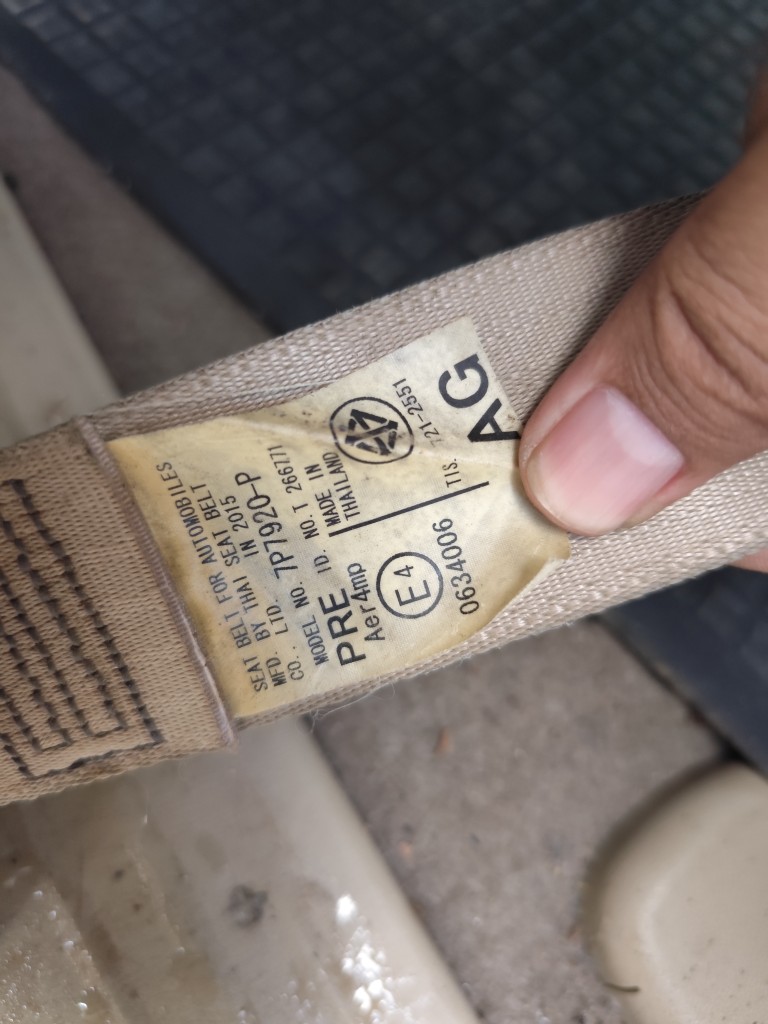 SEAT BELT FOR AUTOMOBILES
MFD. BY THAI SEAT BELT
CO., LTD. IN 2015
MODEL NO. 7P7920-P
PRE ID. NO. T 266771
Aer4mp MADE IN
THAILAND
E4
0634006 TIS. 721-2551
AG